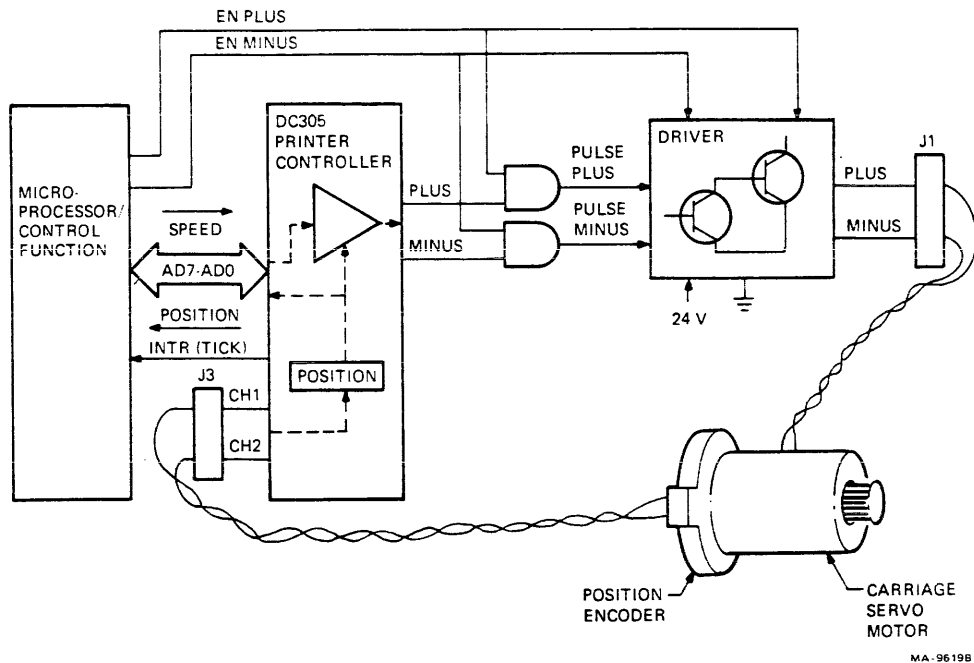 EN PLUS
EN MINUS
DC305
PRINTER
CONTROLLER
DRIVER
J1
MICRO-
PROCESSOR/
CONTROL
FUNCTION
SPEED
AD7-AD0
POSITION
INTR (TICK)
PLUS
MINUS
PULSE
PLUS
PULSE
MINUS
PLUS
MINUS
24 V
POSITION
J3
CH1
CH2
POSITION
ENCODER
CARRIAGE
SERVO
MOTOR
MA-9619B